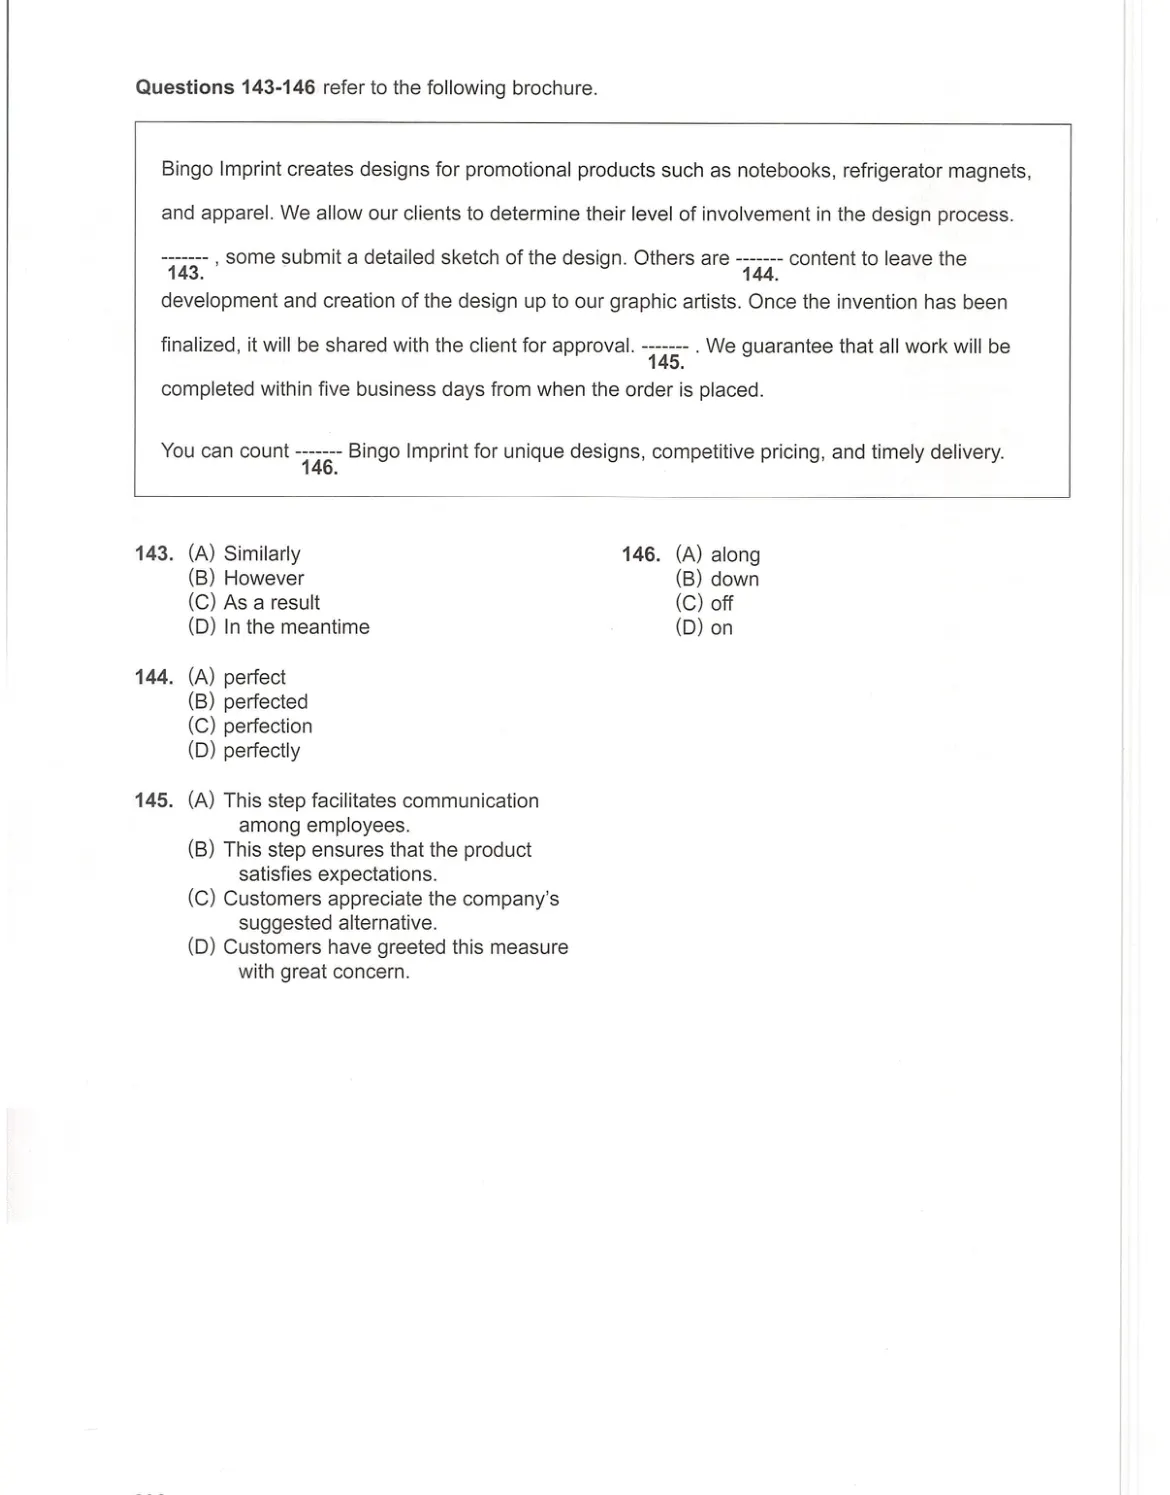 Questions 143-146 refer to the following brochure.
Bingo Imprint creates designs for promotional products such as notebooks, refrigerator magnets,
and apparel. We allow our clients to determine their level of involvement in the design process.
------- , some submit a detailed sketch of the design. Others are ------- content to leave the
143. 144.
development and creation of the design up to our graphic artists. Once the invention has been
finalized, it will be shared with the client for approval. ------- . We guarantee that all work will be
145.
completed within five business days from when the order is placed.
You can count ------- Bingo Imprint for unique designs, competitive pricing, and timely delivery.
146.
143. (A) Similarly
(B) However
(C) As a result
(D) In the meantime
144. (A) perfect
(B) perfected
(C) perfection
(D) perfectly
145. (A) This step facilitates communication
among employees.
(B) This step ensures that the product
satisfies expectations.
(C) Customers appreciate the company's
suggested alternative.
(D) Customers have greeted this measure
with great concern.
146. (A) along
(B) down
(C) off
(D) on